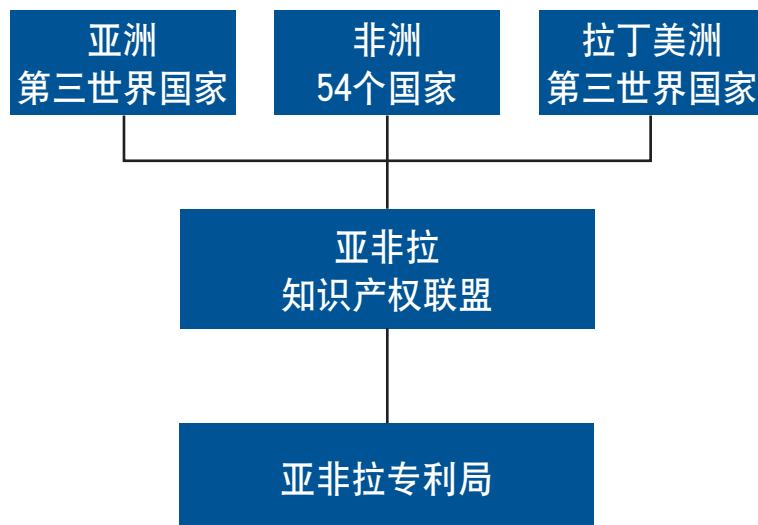 亚洲
第三世界国家
非洲
54个国家
拉丁美洲
第三世界国家
亚非拉
知识产权联盟
亚非拉专利局